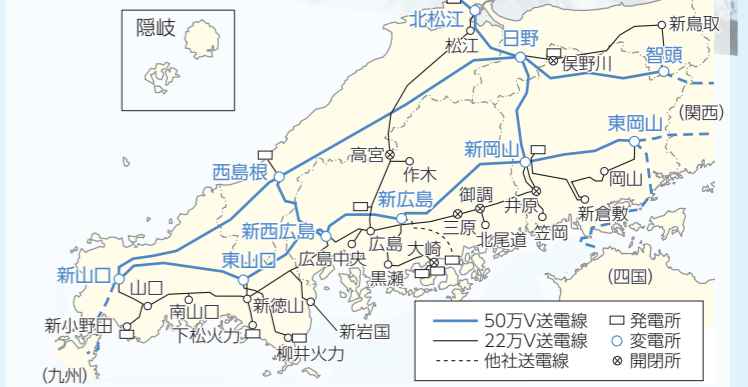 隠岐
北松江
松江
日野
新鳥取
俣野川
智頭
(関西)
東岡山
新岡山
高宮
作木
西島根
岡山
新広島
御調
井原
新倉敷
三原
北尾道
笠岡
新西広島
広島
広島中央
大崎
黒瀬
(四国)
新山口
東山口
山口
南山口
新徳山
新小野田
下松火力
新岩国
柳井火力
(九州)
50万V送電線
発電所
22万V送電線
変電所
他社送電線
開閉所